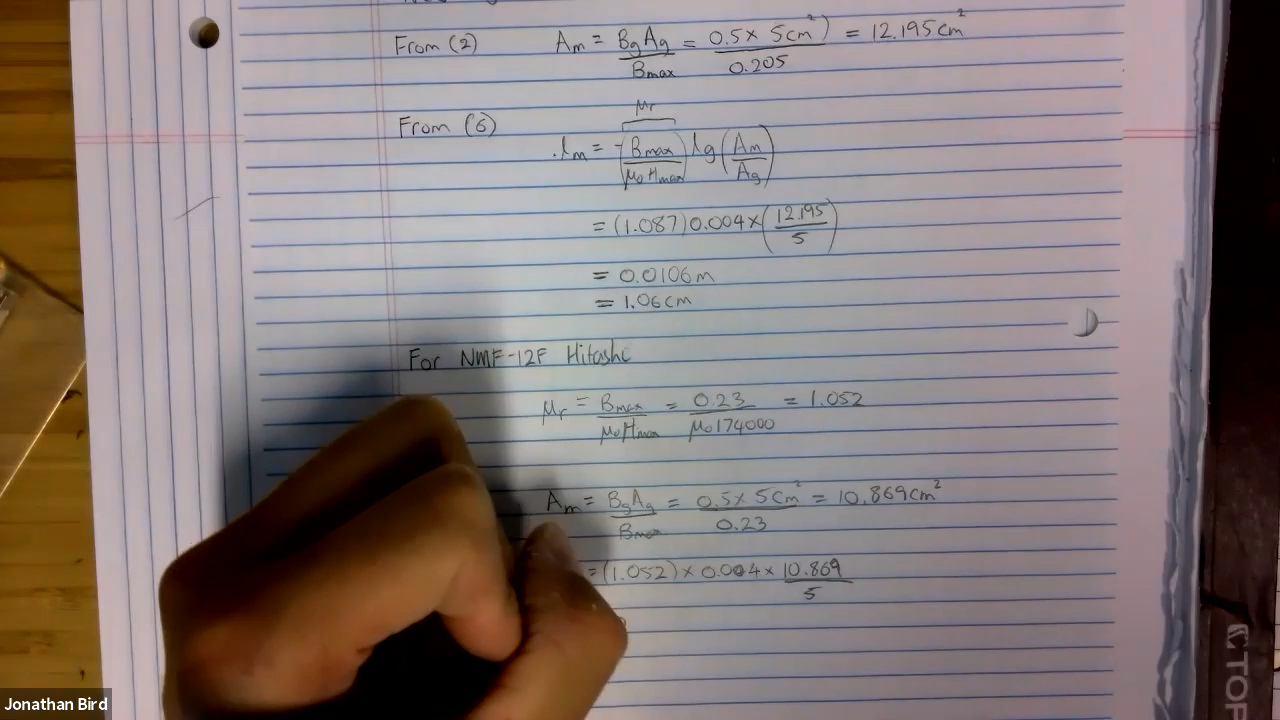 From (2) Am = BgAg / Bmax = 0.5 x 5cm²) / 0.205 = 12.195cm²
μr
From (6) lm = -(Bmax / μ0Hmax) lg (Am / Ag)
= (1.087) 0.004 x (12.195 / 5)
= 0.0106m
= 1.06cm
For NMF-12F Hitashi
μr = Bmax / μ0Hmax = 0.23 / μ0174000 = 1.052
Am = BgAg / Bmax = 0.5 x 5cm² / 0.23 = 10.869cm²
= (1.052) x 0.004 x 10.869 / 5
Jonathan Bird
TOP